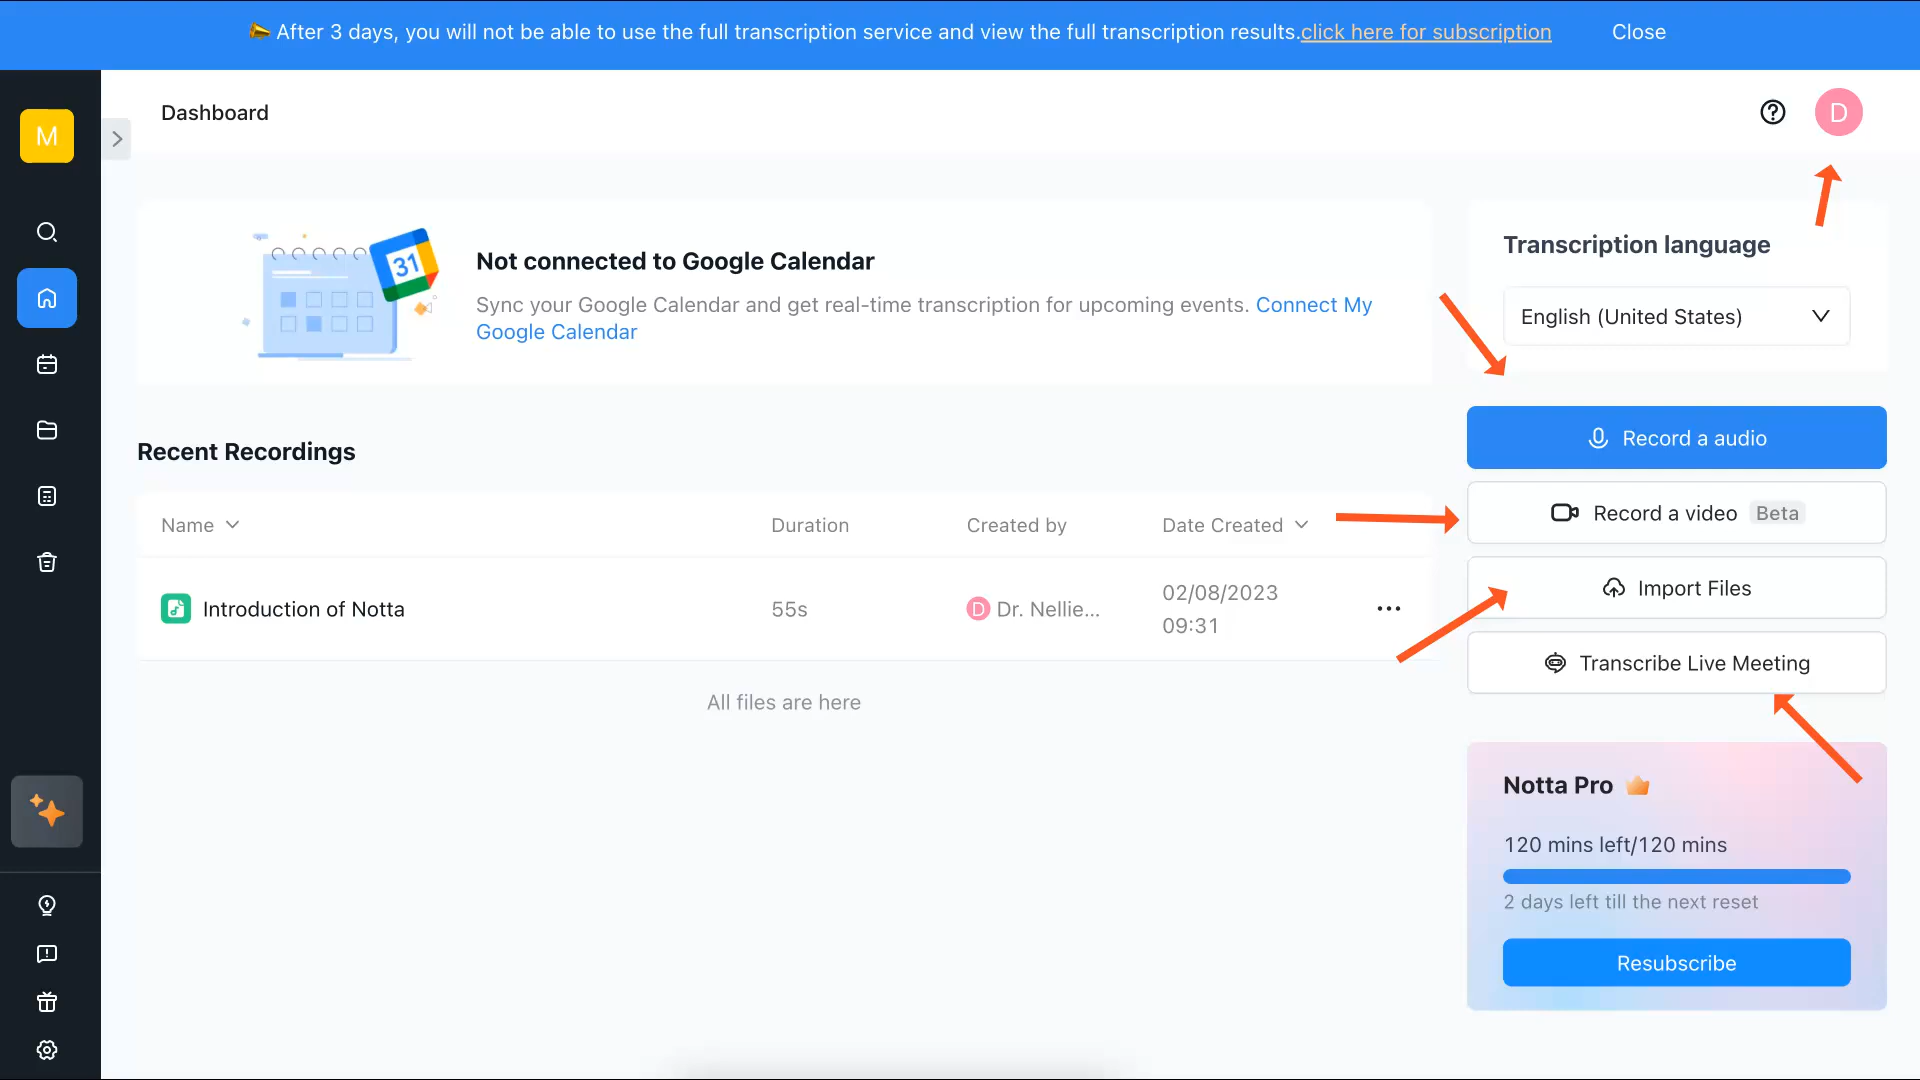 After 3 days, you will not be able to use the full transcription service and view the full transcription results.click here for subscription
Close
M
Dashboard
D
31
Not connected to Google Calendar
Sync your Google Calendar and get real-time transcription for upcoming events. Connect My
Google Calendar
Transcription language
English (United States)
Record a audio
Record a video Beta
Import Files
Transcribe Live Meeting
Recent Recordings
Name
Duration
Created by
Date Created
Introduction of Notta
55s
D Dr. Nellie...
02/08/2023
09:31
All files are here
Notta Pro
120 mins left/120 mins
2 days left till the next reset
Resubscribe